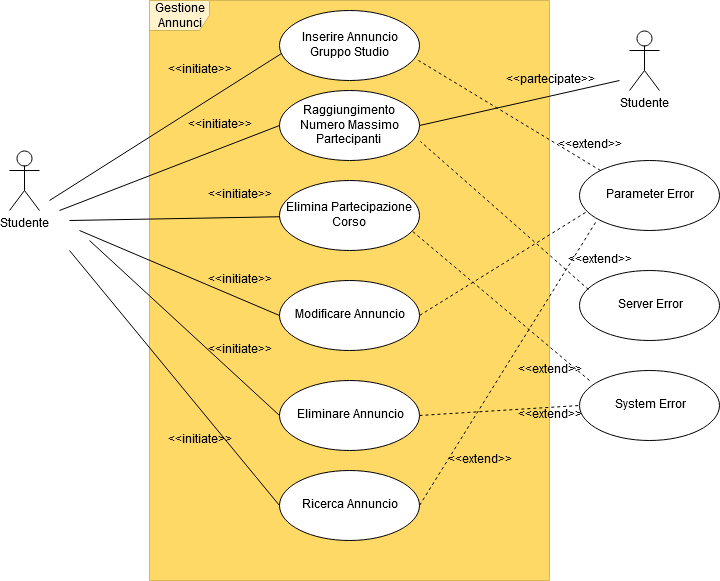 Gestione
Annunci
Inserire Annuncio
Gruppo Studio
<<initiate>>
<<partecipate>>
Studente
Raggiungimento
Numero Massimo
Partecipanti
<<initiate>>
<<extend>>
Studente
<<initiate>>
Elimina Partecipazione
Corso
Parameter Error
<<extend>>
<<initiate>>
Modificare Annuncio
Server Error
<<initiate>>
<<extend>>
Eliminare Annuncio
<<extend>>
System Error
<<initiate>>
<<extend>>
Ricerca Annuncio